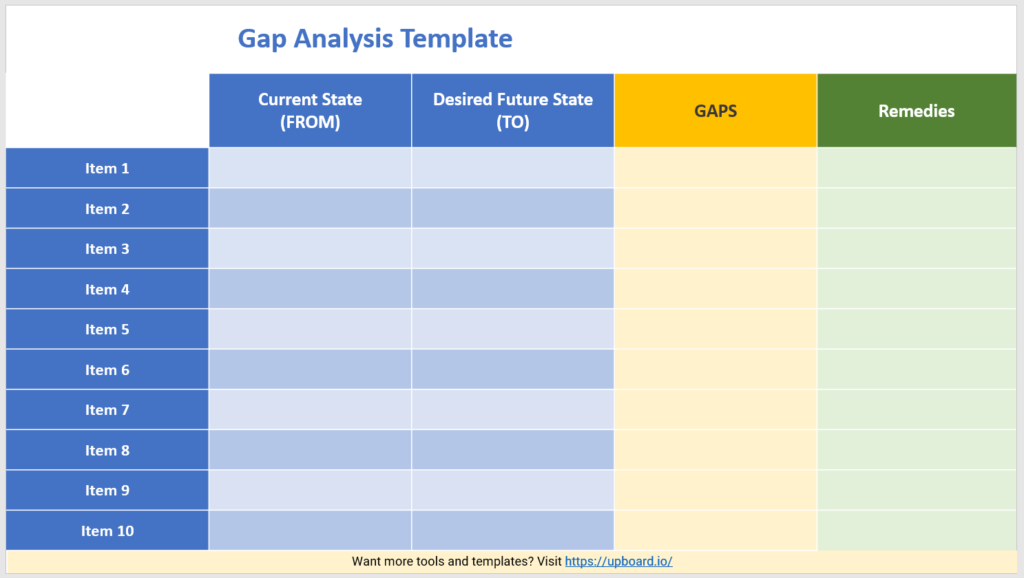 Gap Analysis Template
Current State
(FROM)
Desired Future State
(TO)
GAPS
Remedies
Item 1
Item 2
Item 3
Item 4
Item 5
Item 6
Item 7
Item 8
Item 9
Item 10
Want more tools and templates? Visit https://upboard.io/